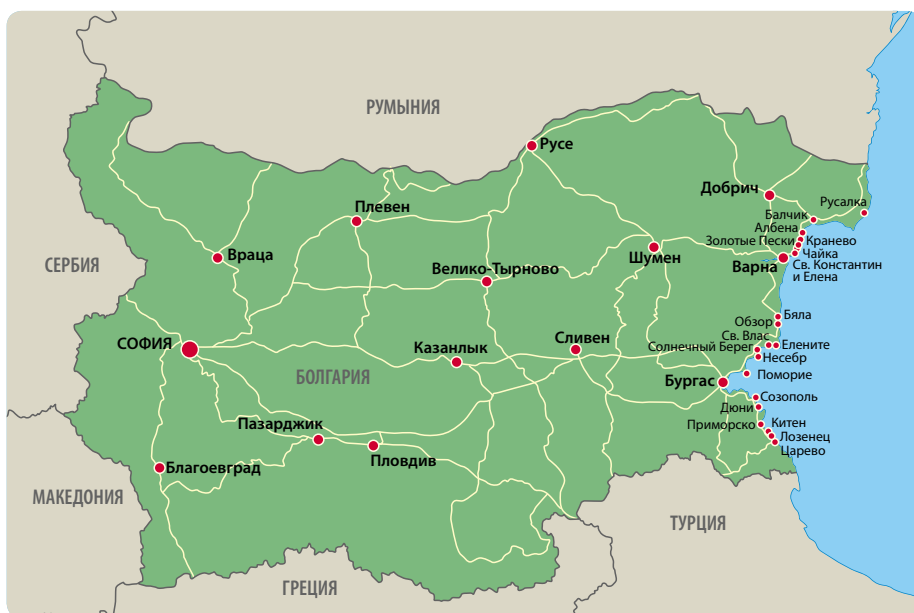 РУМЫНИЯ
Русе
Добрич
Русалка
Плевен
Балчик
Албена
Золотые Пески
Кранево
Чайка
Враца
Шумен
Варна
СЕРБИЯ
Велико-Тырново
Св. Константин
и Елена
Бяла
Обзор
СОФИЯ
Сливен
Св. Влас
Елените
Солнечный Берег
Казанлык
Несебр
БОЛГАРИЯ
Поморие
Бургас
Созополь
Дюни
Пазарджик
Приморско
Китен
Лозенец
Пловдив
Царево
Благоевград
МАКЕДОНИЯ
ТУРЦИЯ
ГРЕЦИЯ